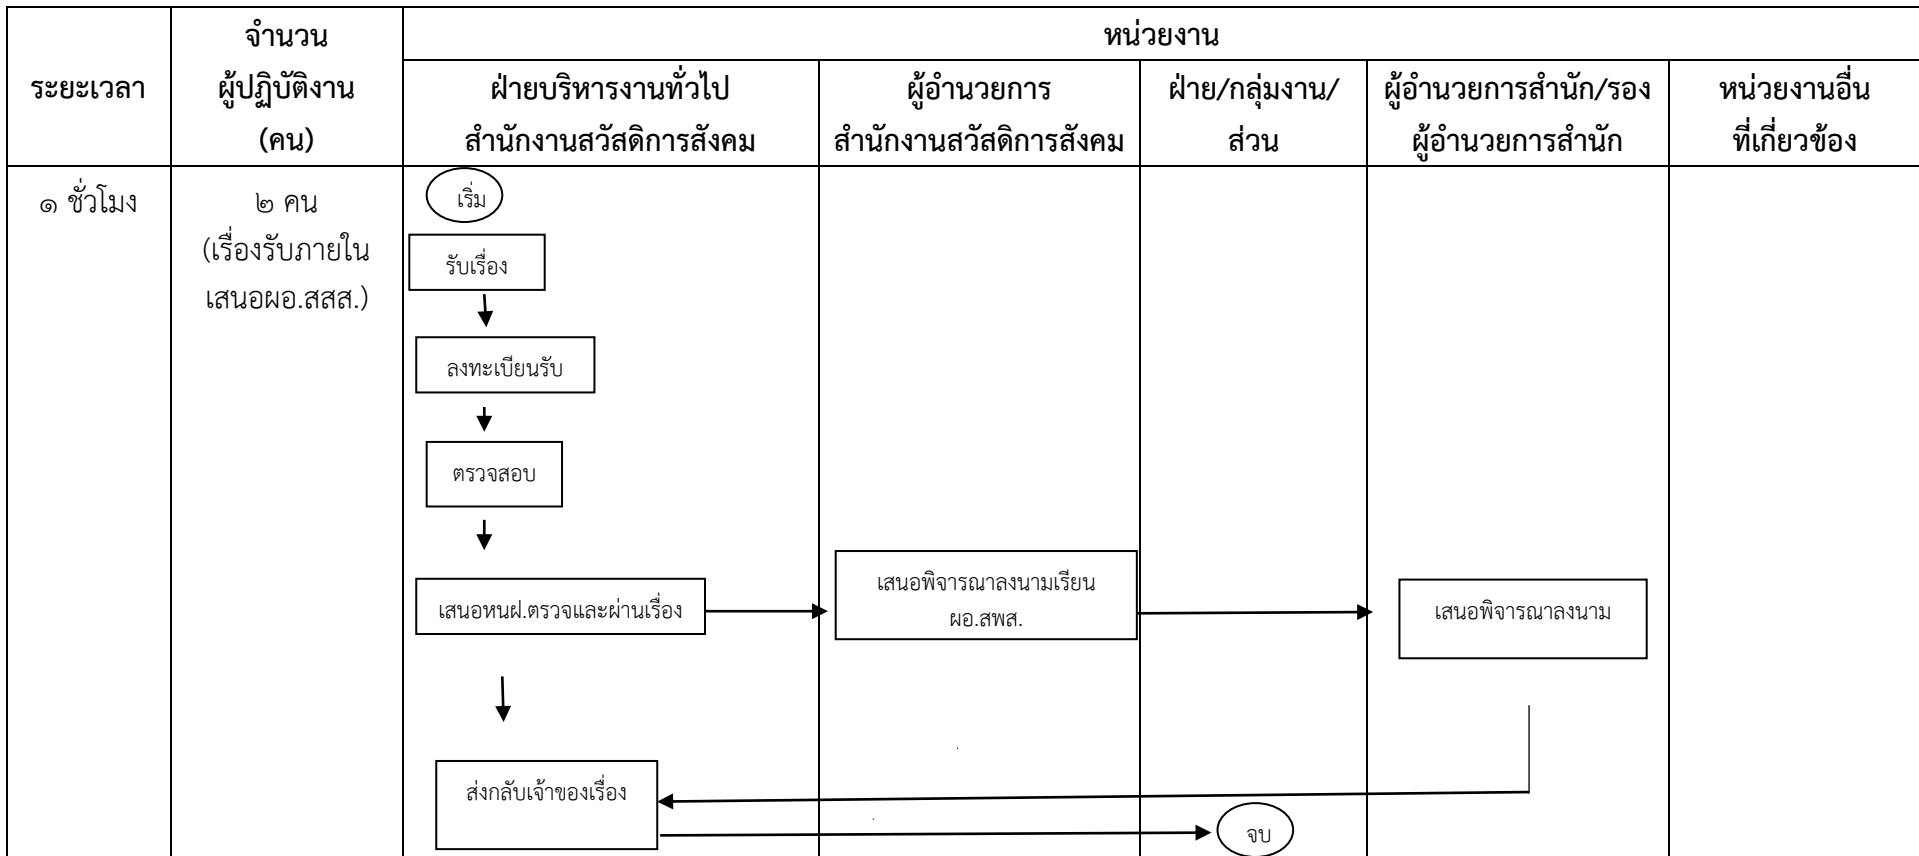 ระยะเวลา
จำนวน
ผู้ปฏิบัติงาน
(คน)
หน่วยงาน
ฝ่ายบริหารงานทั่วไป
สำนักงานสวัสดิการสังคม
ผู้อำนวยการ
สำนักงานสวัสดิการสังคม
ฝ่าย/กลุ่มงาน/
ส่วน
ผู้อำนวยการสำนัก/รอง
ผู้อำนวยการสำนัก
หน่วยงานอื่น
ที่เกี่ยวข้อง
๑ ชั่วโมง
๒ คน
(เรื่องรับภายใน
เสนอผอ.สสส.)
เริ่ม
รับเรื่อง
ลงทะเบียนรับ
ตรวจสอบ
เสนอหนฝ.ตรวจและผ่านเรื่อง
เสนอพิจารณาลงนามเรียน
ผอ.สพส.
เสนอพิจารณาลงนาม
ส่งกลับเจ้าของเรื่อง
จบ